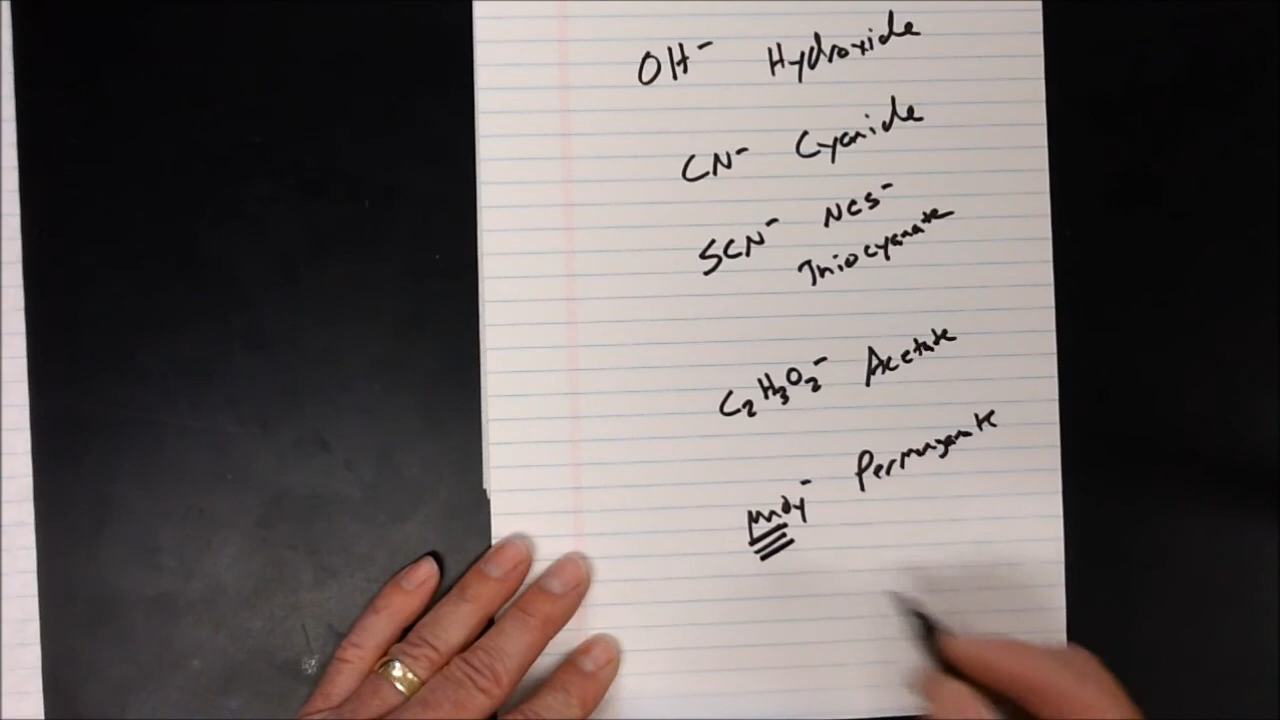 OH⁻ Hydroxide
CN⁻ Cyanide
SCN⁻ NCS⁻
Thiocyanate
C₂H₃O₂⁻ Acetate
MnO₄⁻ Permanganate